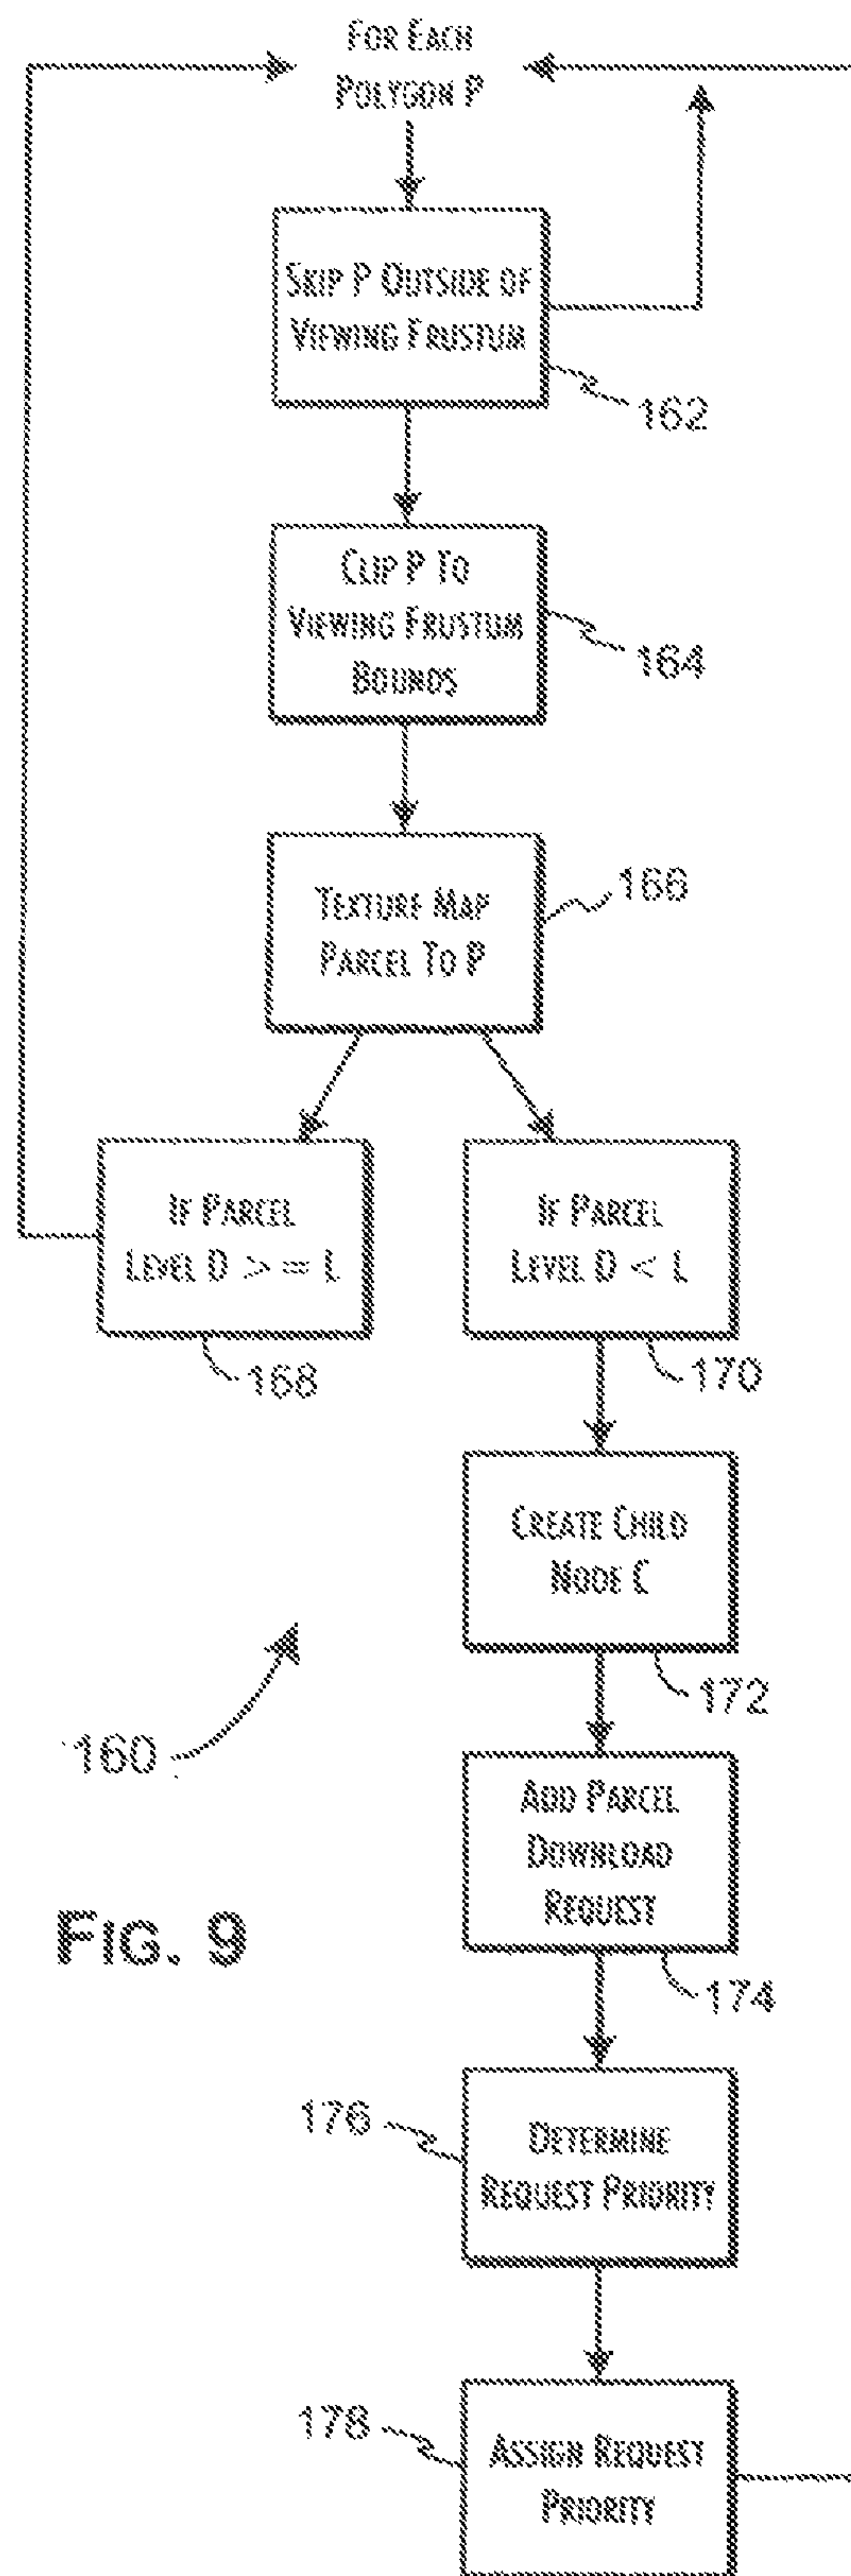 FOR EACH
POLYGON P
SKIP P OUTSIDE OF
VIEWING FRUSTUM
162
CLIP P TO
VIEWING FRUSTUM
BOUNDS
164
TEXTURE MAP
PARCEL TO P
166
IF PARCEL
LEVEL D >= L
168
IF PARCEL
LEVEL D < L
170
CREATE CHILD
NODE C
172
160
ADD PARCEL
DOWNLOAD
REQUEST
174
FIG. 9
176
DETERMINE
REQUEST PRIORITY
178
ASSIGN REQUEST
PRIORITY